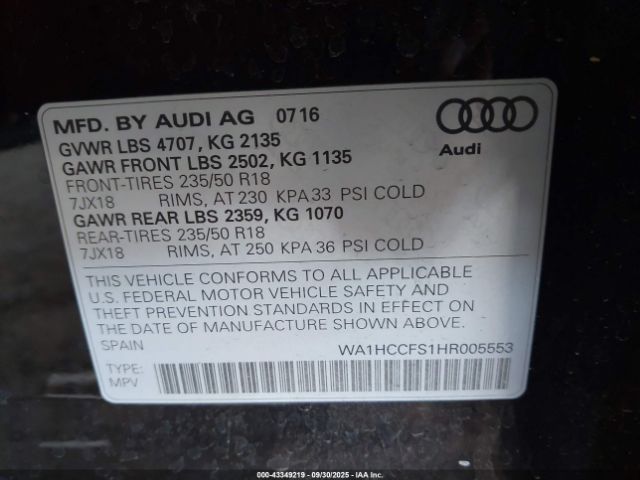 MFD. BY AUDI AG 0716
GVWR LBS 4707, KG 2135
GAWR FRONT LBS 2502, KG 1135
FRONT-TIRES 235/50 R18
7JX18 RIMS, AT 230 KPA 33 PSI COLD
GAWR REAR LBS 2359, KG 1070
REAR-TIRES 235/50 R18
7JX18 RIMS, AT 250 KPA 36 PSI COLD
Audi
THIS VEHICLE CONFORMS TO ALL APPLICABLE
U.S. FEDERAL MOTOR VEHICLE SAFETY AND
THEFT PREVENTION STANDARDS IN EFFECT ON
THE DATE OF MANUFACTURE SHOWN ABOVE.
SPAIN
WA1HCCFS1HR005553
TYPE:
MPV
000-43349219 - 09/30/2025 - IAA Inc.